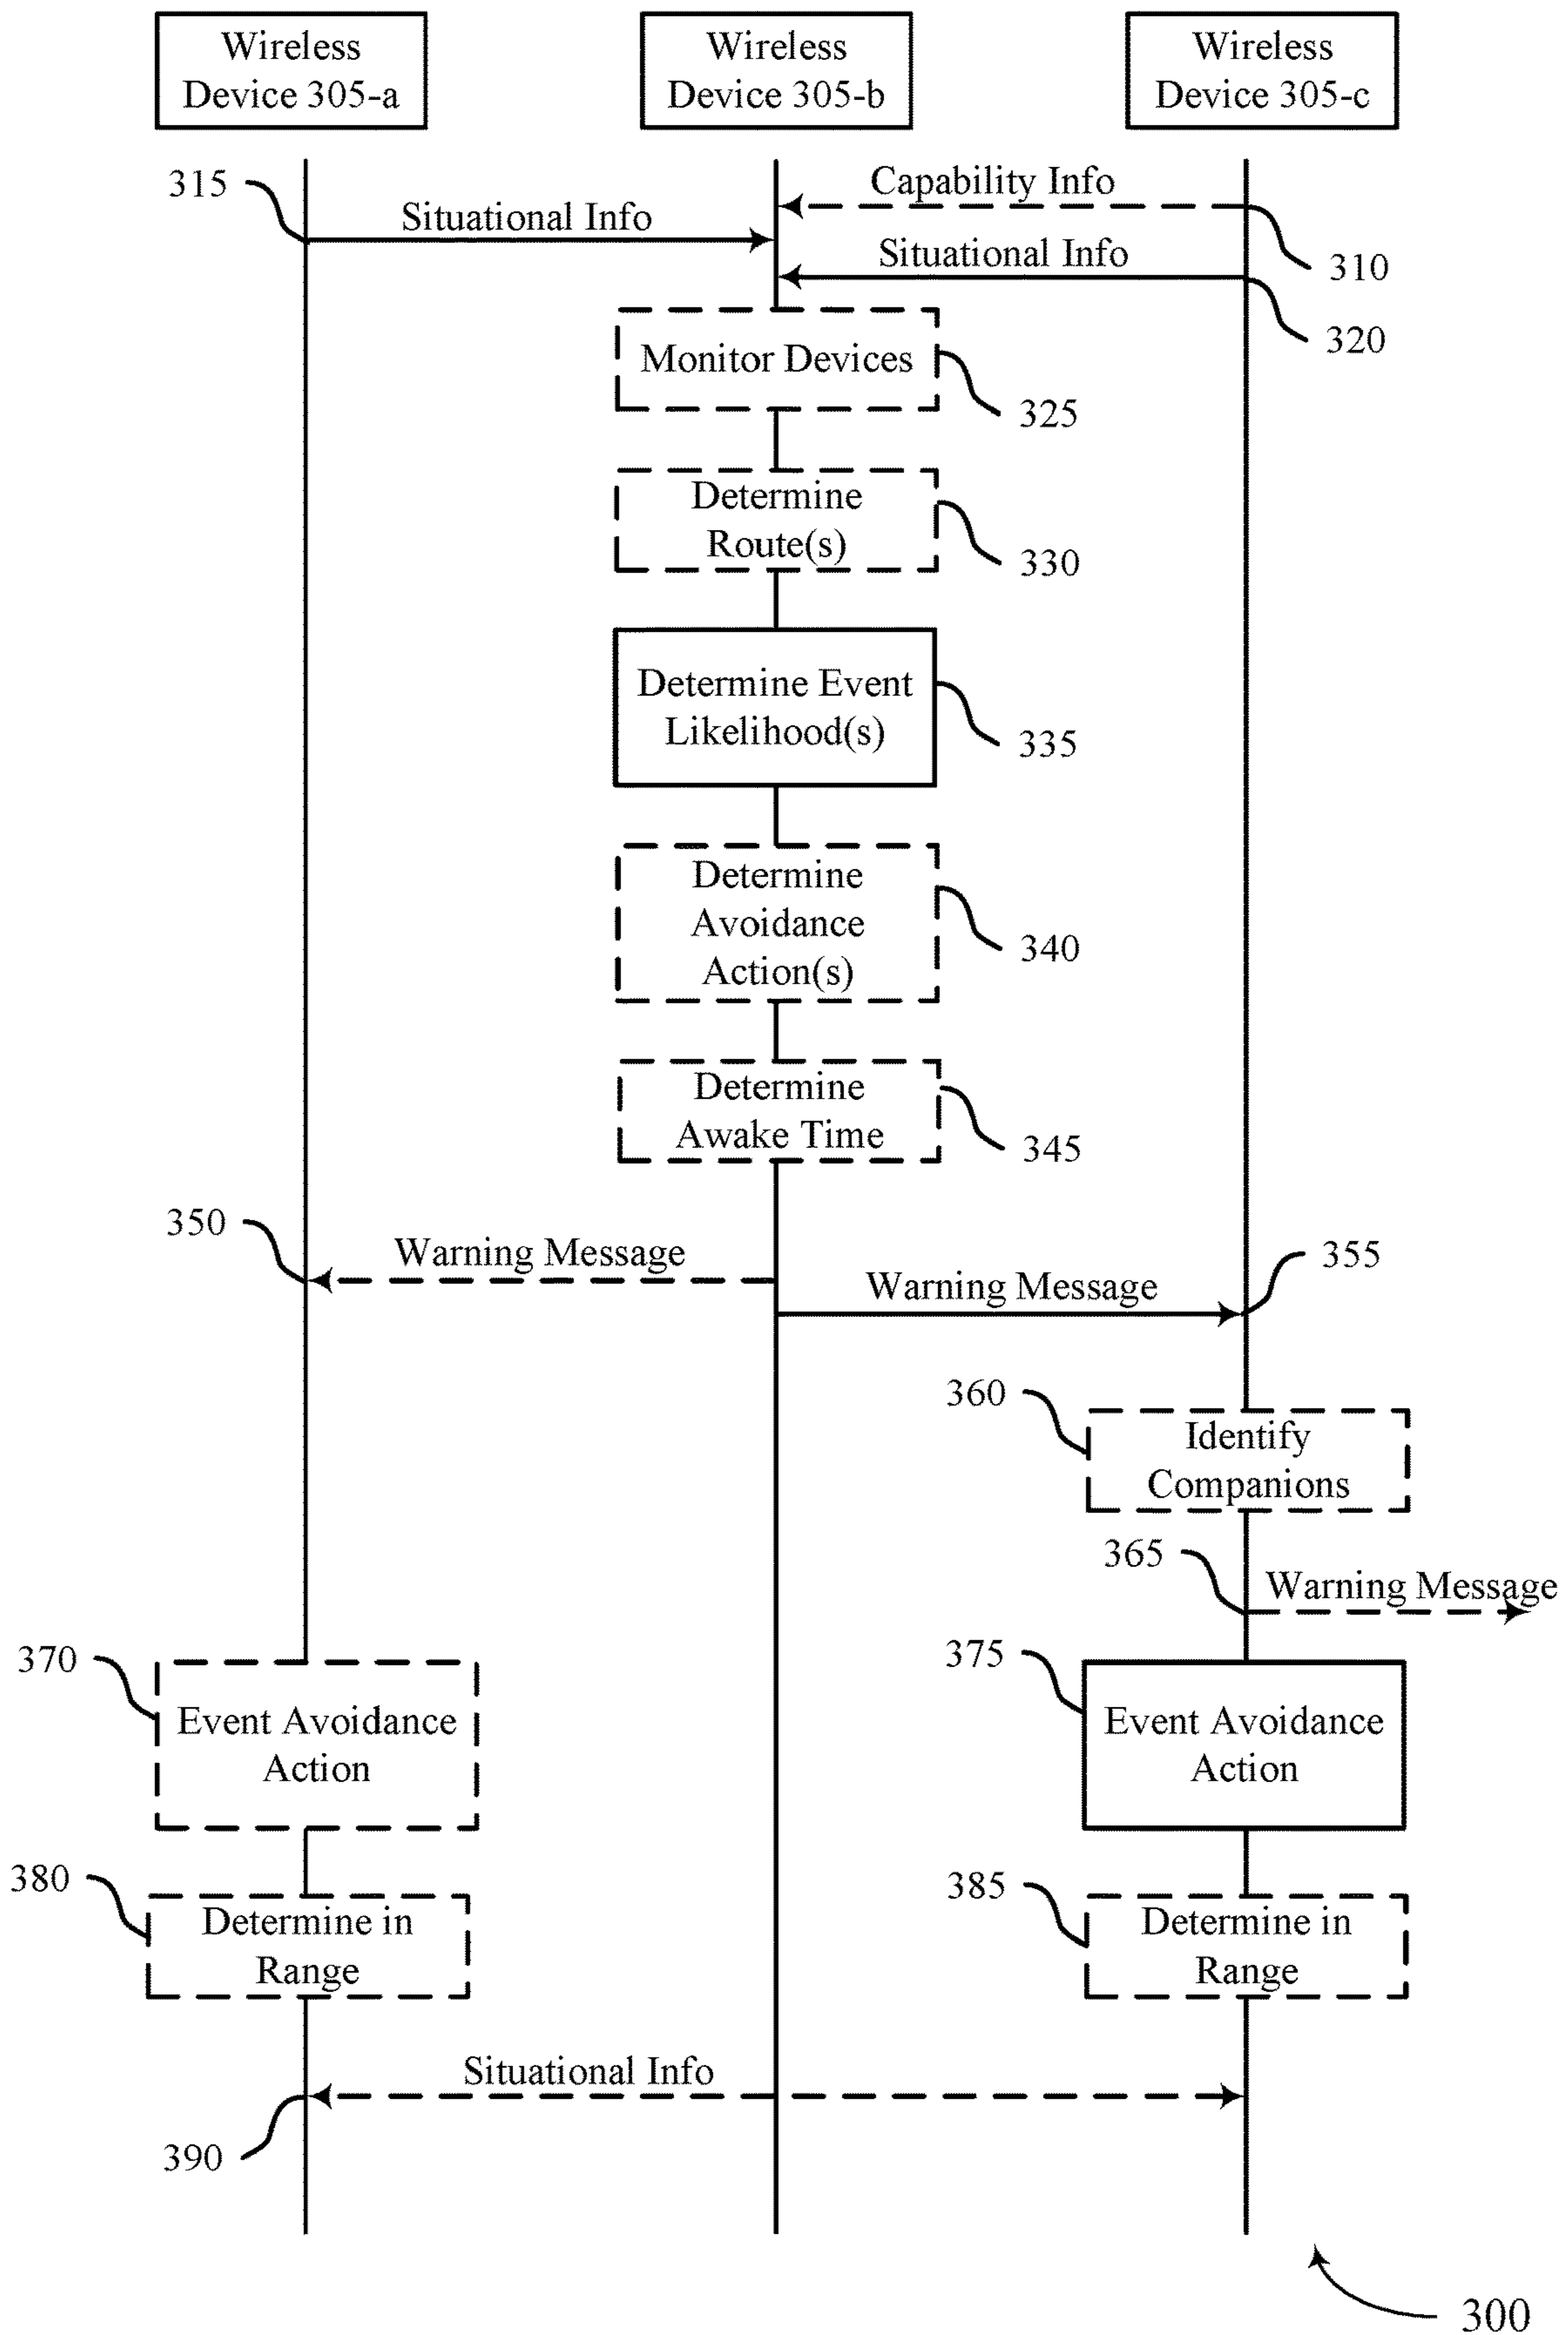 Wireless
Device 305-a
Wireless
Device 305-b
Wireless
Device 305-c
315
Capability Info
Situational Info
310
Situational Info
320
Monitor Devices
325
Determine
Route(s)
330
Determine Event
Likelihood(s)
335
Determine
Avoidance
Action(s)
340
Determine
Awake Time
345
350
Warning Message
355
Warning Message
360
Identify
Companions
365
Warning Message
370
Event Avoidance
Action
375
Event Avoidance
Action
380
Determine in
Range
385
Determine in
Range
Situational Info
390
300